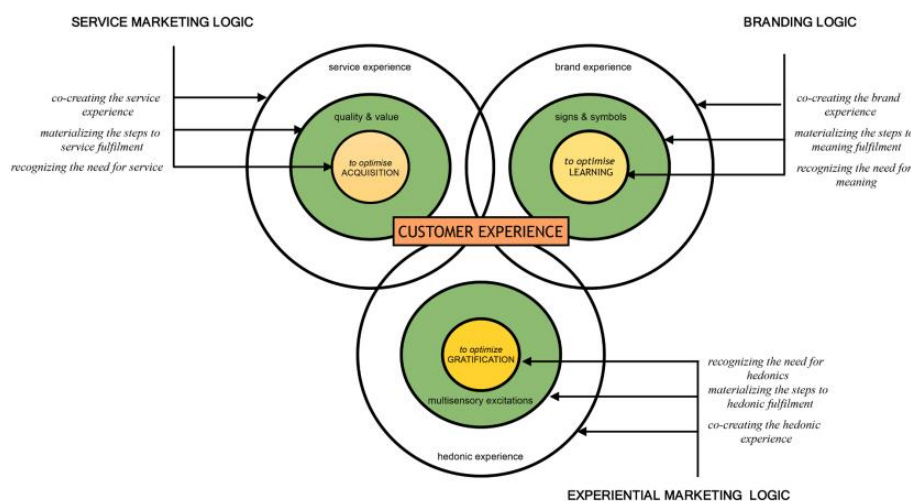 SERVICE MARKETING LOGIC
BRANDING LOGIC
service experience
brand experience
co-creating the service
experience
materializing the steps to
service fulfilment
recognizing the need for service
quality & value
to optimise
ACQUISITION
signs & symbols
to optImIse
LEARNING
co-creating the brand
experience
materializing the steps to
meaning fulfilment
recognizing the need for
meaning
CUSTOMER EXPERIENCE
to optimize
GRATIFICATION
multisensory excitations
hedonic experience
recognizing the need for
hedonics
materializing the steps to
hedonic fulfilment
co-creating the hedonic
experience
EXPERIENTIAL MARKETING LOGIC